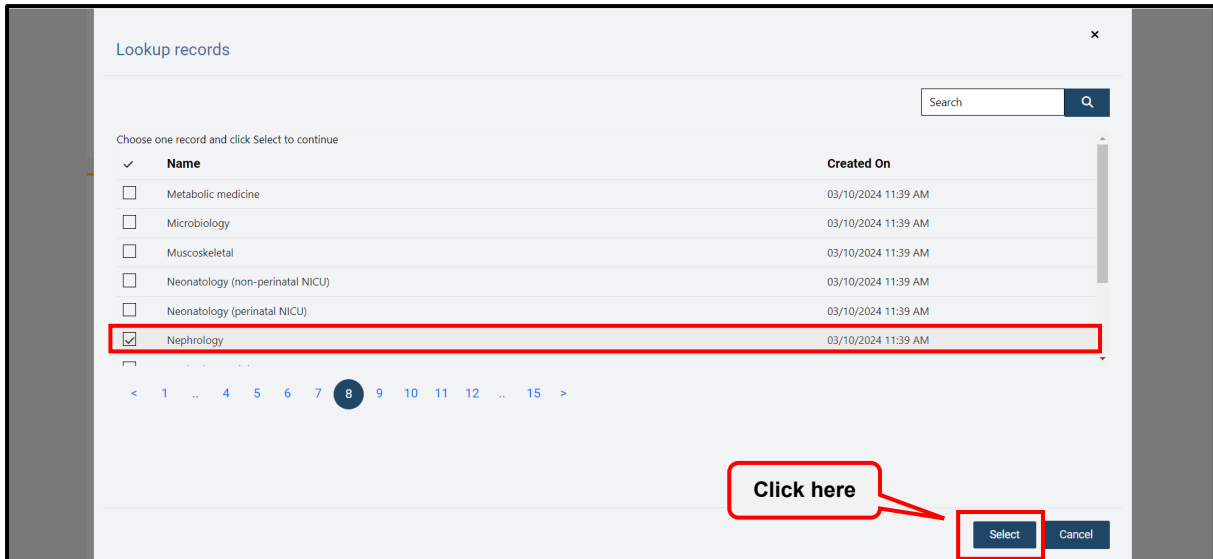 ×
Lookup records
Search
Choose one record and click Select to continue
✓ Name Created On
Metabolic medicine 03/10/2024 11:39 AM
Microbiology 03/10/2024 11:39 AM
Muscoskeletal 03/10/2024 11:39 AM
Neonatology (non-perinatal NICU) 03/10/2024 11:39 AM
Neonatology (perinatal NICU) 03/10/2024 11:39 AM
Nephrology 03/10/2024 11:39 AM
< 1 .. 4 5 6 7 8 9 10 11 12 .. 15 >
Click here
Select Cancel